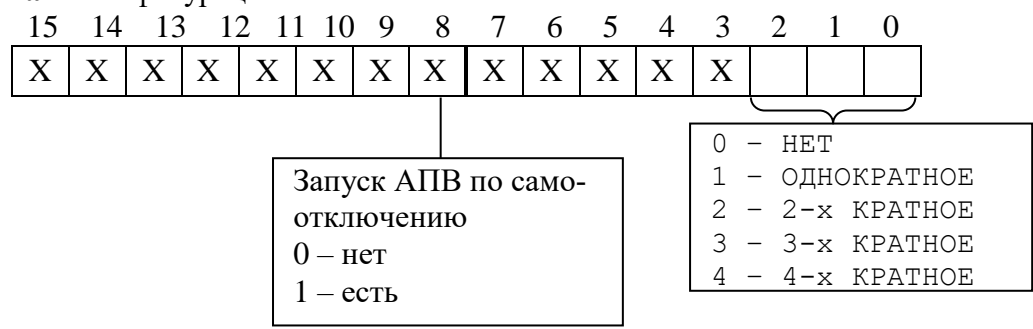 15 14 13 12 11 10 9 8 7 6 5 4 3 2 1 0
X X X X X X X X X X X X X
Запуск АПВ по само-
отключению
0 – нет
1 – есть
0 – НЕТ
1 – ОДНОКРАТНОЕ
2 – 2-х КРАТНОЕ
3 – 3-х КРАТНОЕ
4 – 4-х КРАТНОЕ